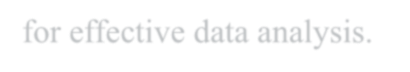 for effective data analysis.